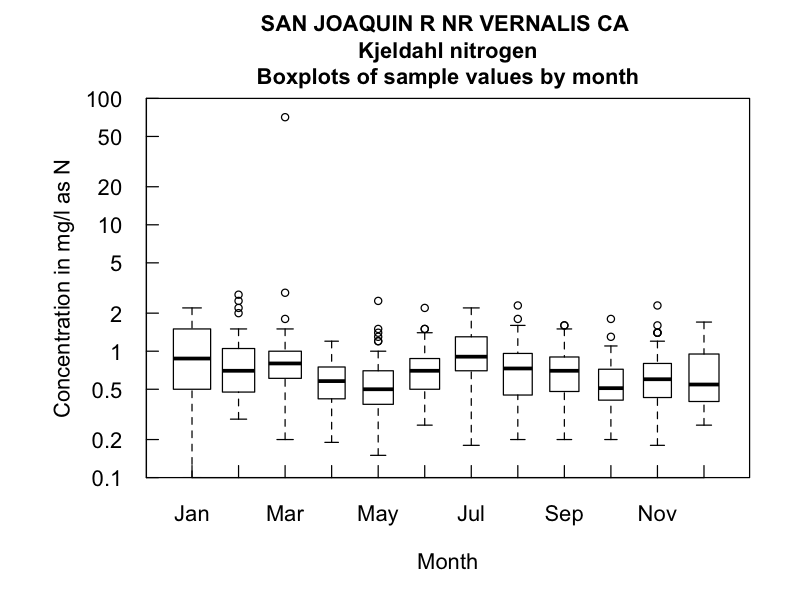 SAN JOAQUIN R NR VERNALIS CA
Kjeldahl nitrogen
Boxplots of sample values by month
100
50
20
10
5
2
1
0.5
0.2
0.1
Concentration in mg/l as N
Jan Mar May Jul Sep Nov
Month